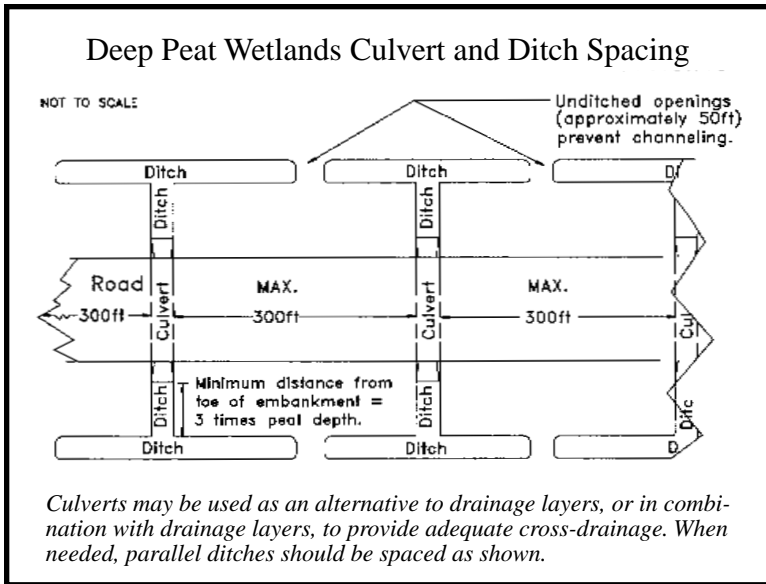 Deep Peat Wetlands Culvert and Ditch Spacing
NOT TO SCALE
Unditched openings
(approximately 50ft)
prevent channeling.
Ditch
Ditch
Ditch
Ditch
Road
MAX.
MAX.
300ft
Culvert
300ft
Culvert
300ft
Cul
Minimum distance from
toe of embankment =
3 times peal depth.
Ditch
Ditch
Ditc
Ditch
Ditch
D
Culverts may be used as an alternative to drainage layers, or in combi-
nation with drainage layers, to provide adequate cross-drainage. When
needed, parallel ditches should be spaced as shown.